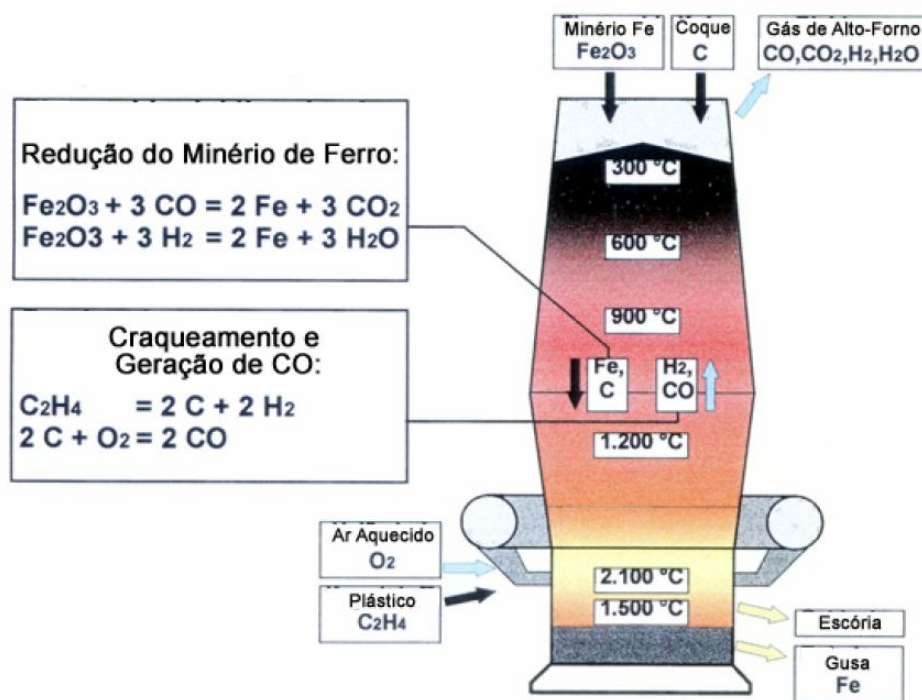 Minério Fe
Fe2O3
Coque
C
Gás de Alto-Forno
CO,CO2,H2,H2O
Redução do Minério de Ferro:
Fe2O3 + 3 CO = 2 Fe + 3 CO2
Fe2O3 + 3 H2 = 2 Fe + 3 H2O
300 °C
600 °C
900 °C
Craqueamento e
Geração de CO:
C2H4 = 2 C + 2 H2
2 C + O2 = 2 CO
Fe,
C
H2,
CO
1.200 °C
Ar Aquecido
O2
Plástico
C2H4
2.100 °C
1.500 °C
Escória
Gusa
Fe